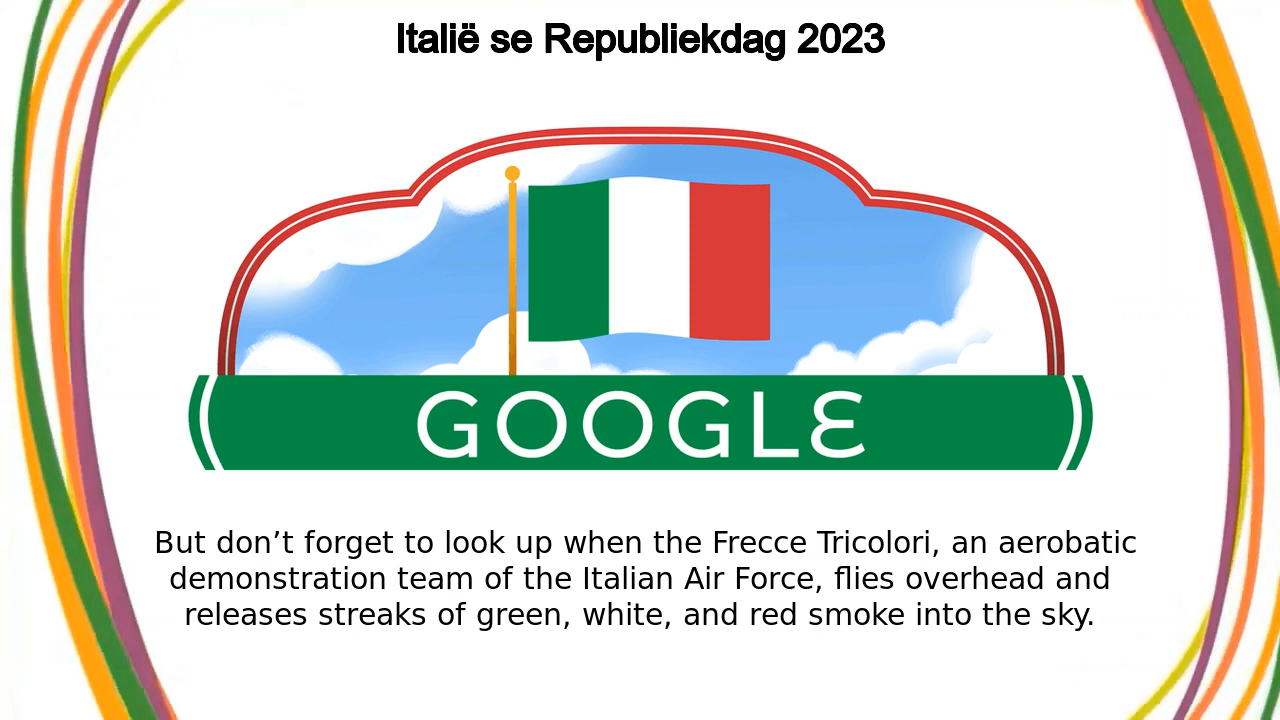 Italië se Republiekdag 2023
GOOGLE
But don’t forget to look up when the Frecce Tricolori, an aerobatic
demonstration team of the Italian Air Force, flies overhead and
releases streaks of green, white, and red smoke into the sky.